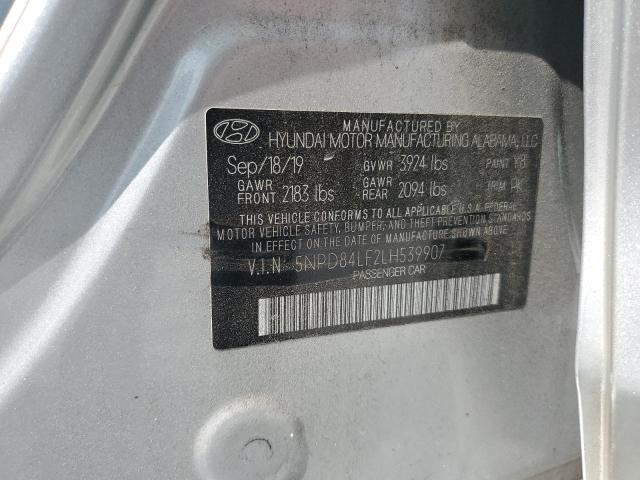 MANUFACTURED BY
HYUNDAI MOTOR MANUFACTURING ALABAMA, LLC
Sep/18/19 GVWR 3924 lbs PAINT
GAWR FRONT 2183 lbs GAWR REAR 2094 lbs TRIM
THIS VEHICLE CONFORMS TO ALL APPLICABLE U.S.A. FEDERAL
MOTOR VEHICLE SAFETY, BUMPER, AND THEFT PREVENTION STANDARDS
IN EFFECT ON THE DATE OF MANUFACTURE SHOWN ABOVE.
V.I.N: 5NPD84LF2LH539907
PASSENGER CAR